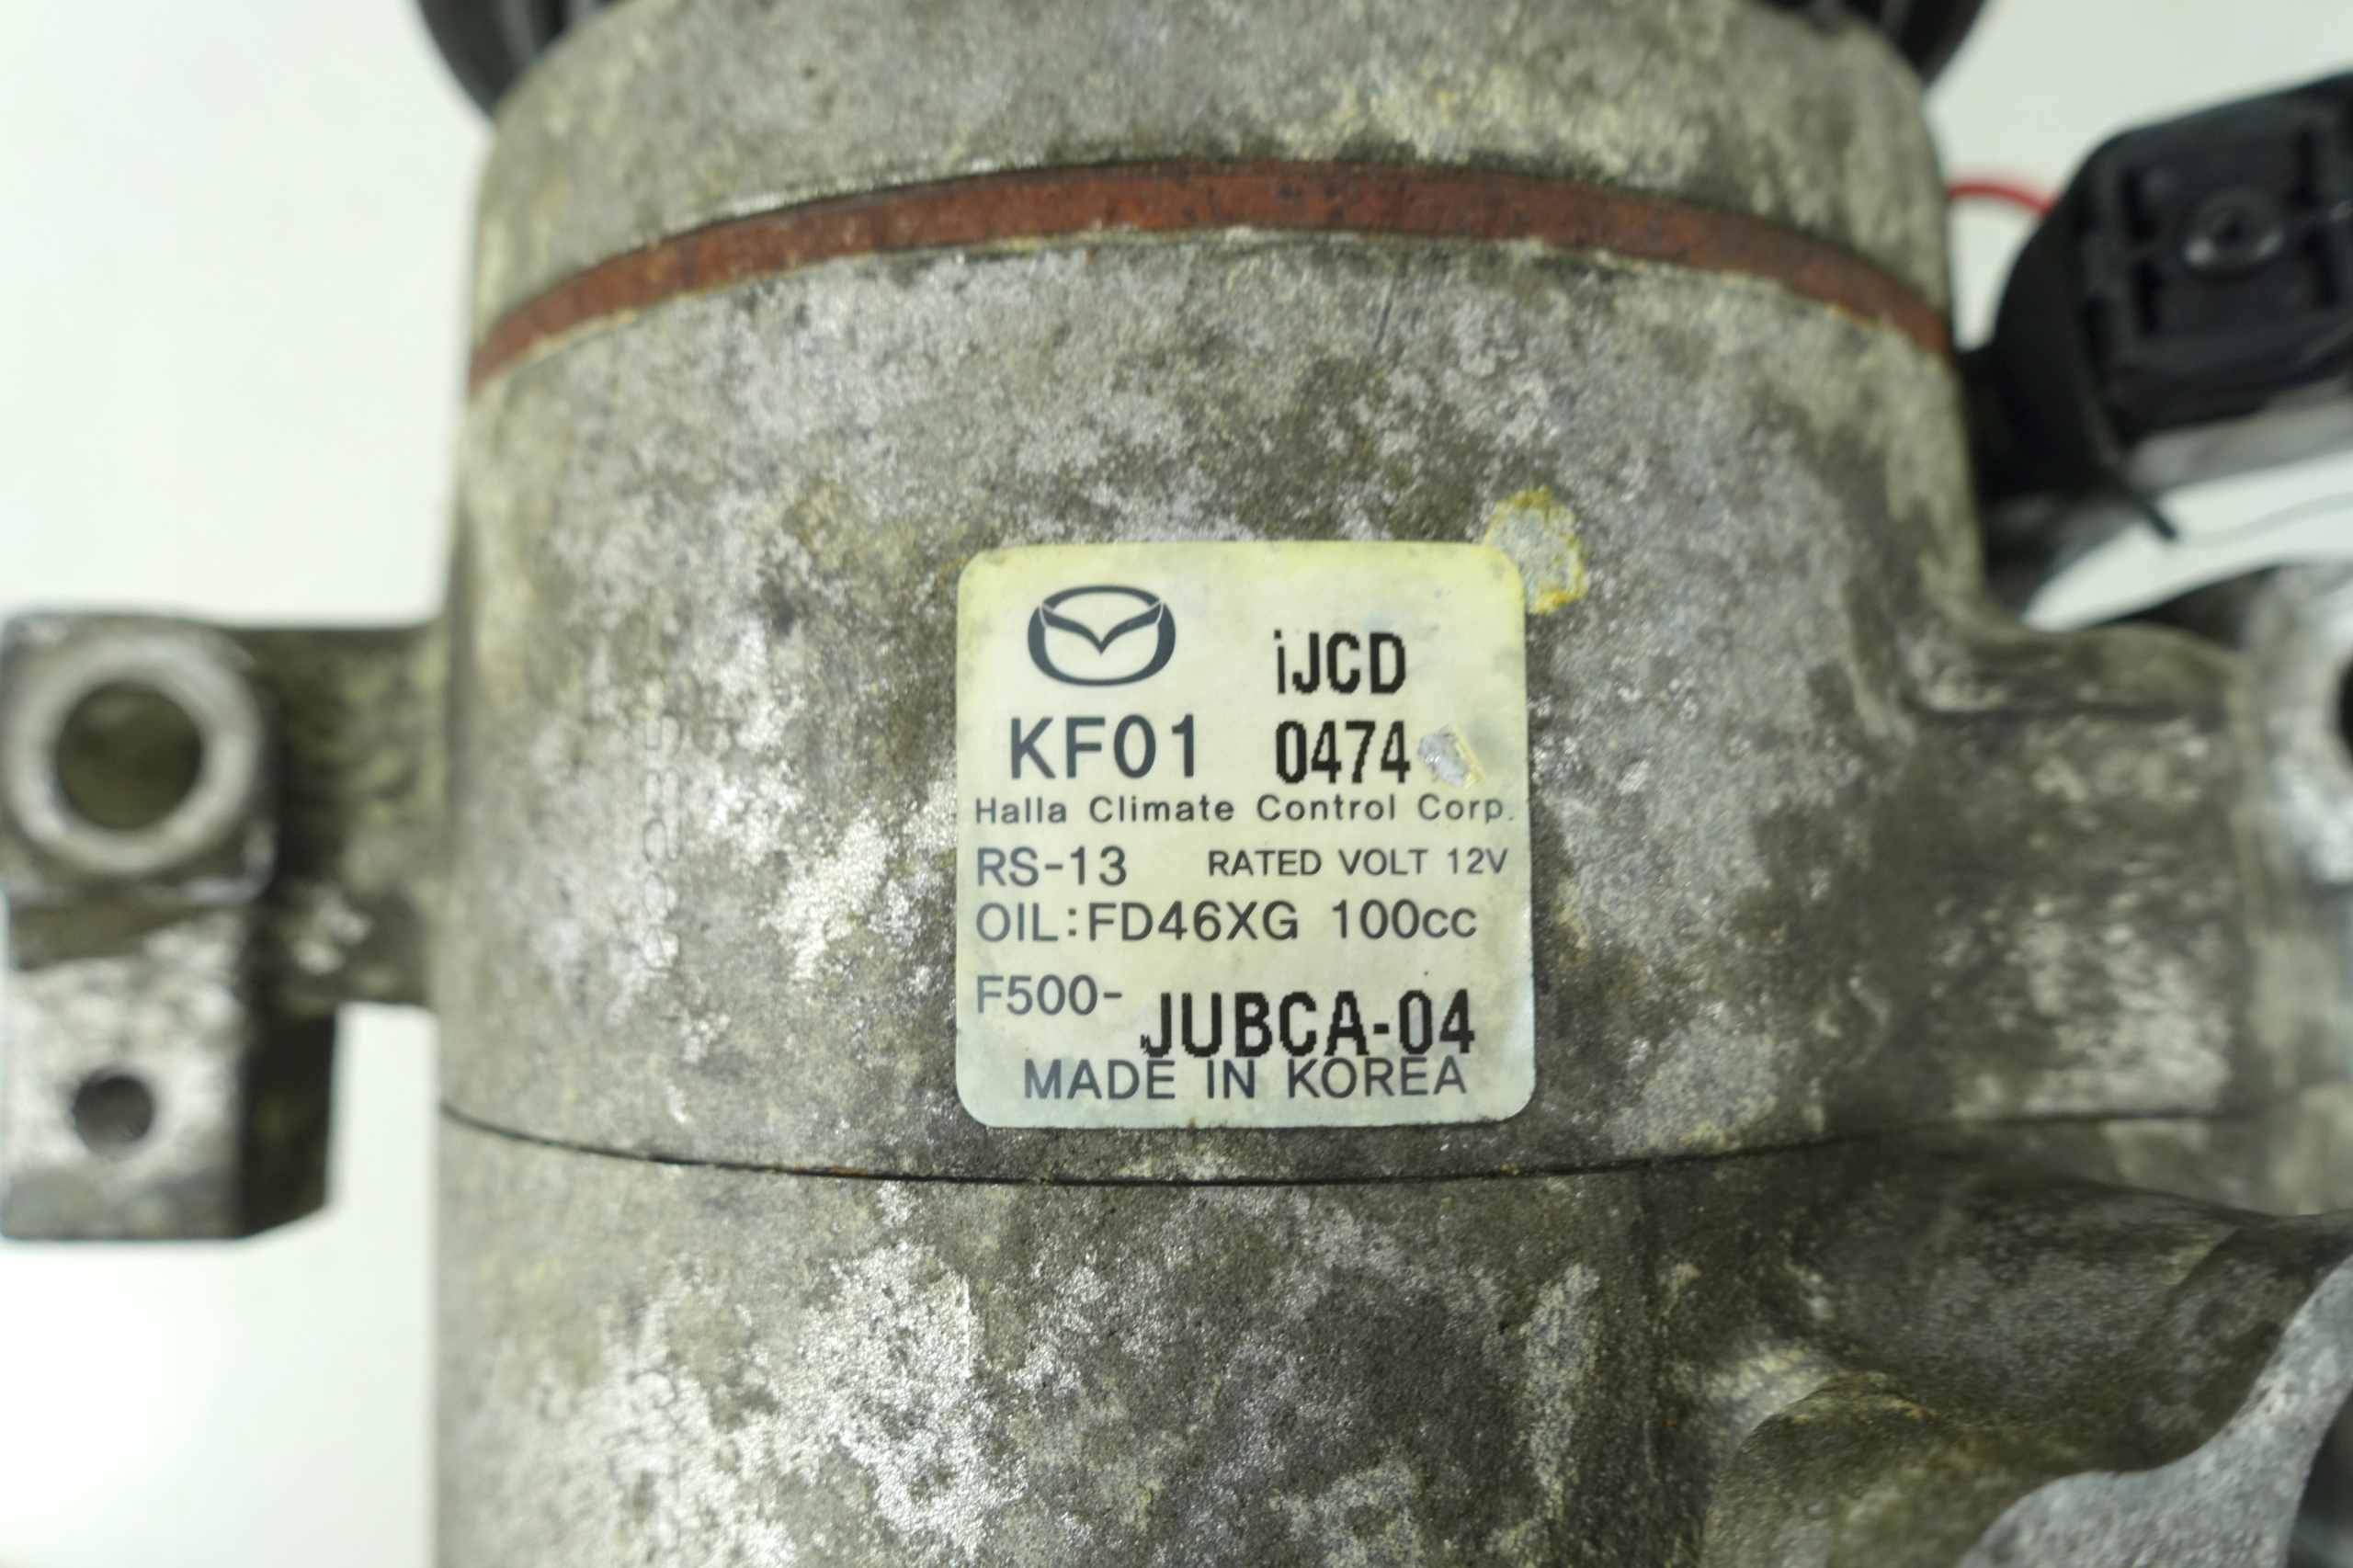 iJCD
KF01 0474
Halla Climate Control Corp.
RS-13 RATED VOLT 12V
OIL:FD46XG 100cc
F500- JUBCA-04
MADE IN KOREA